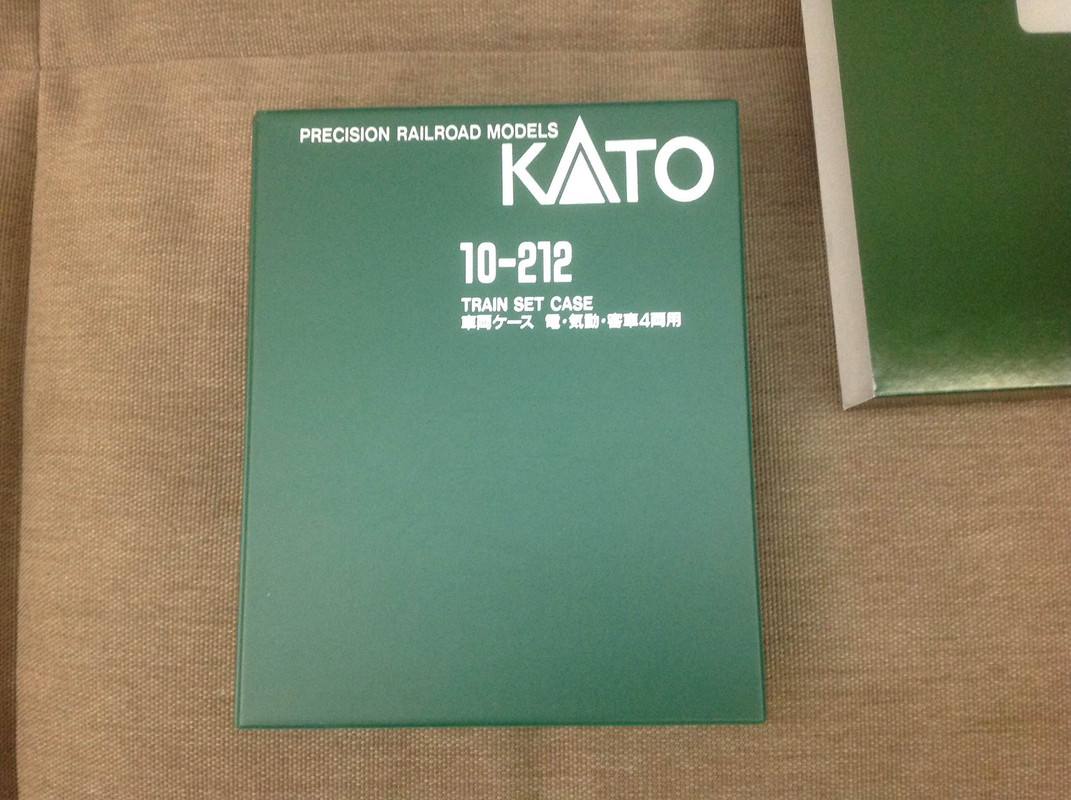 PRECISION RAILROAD MODELS
KATO
10-212
TRAIN SET CASE
車両ケース 電・気動・客車4両用